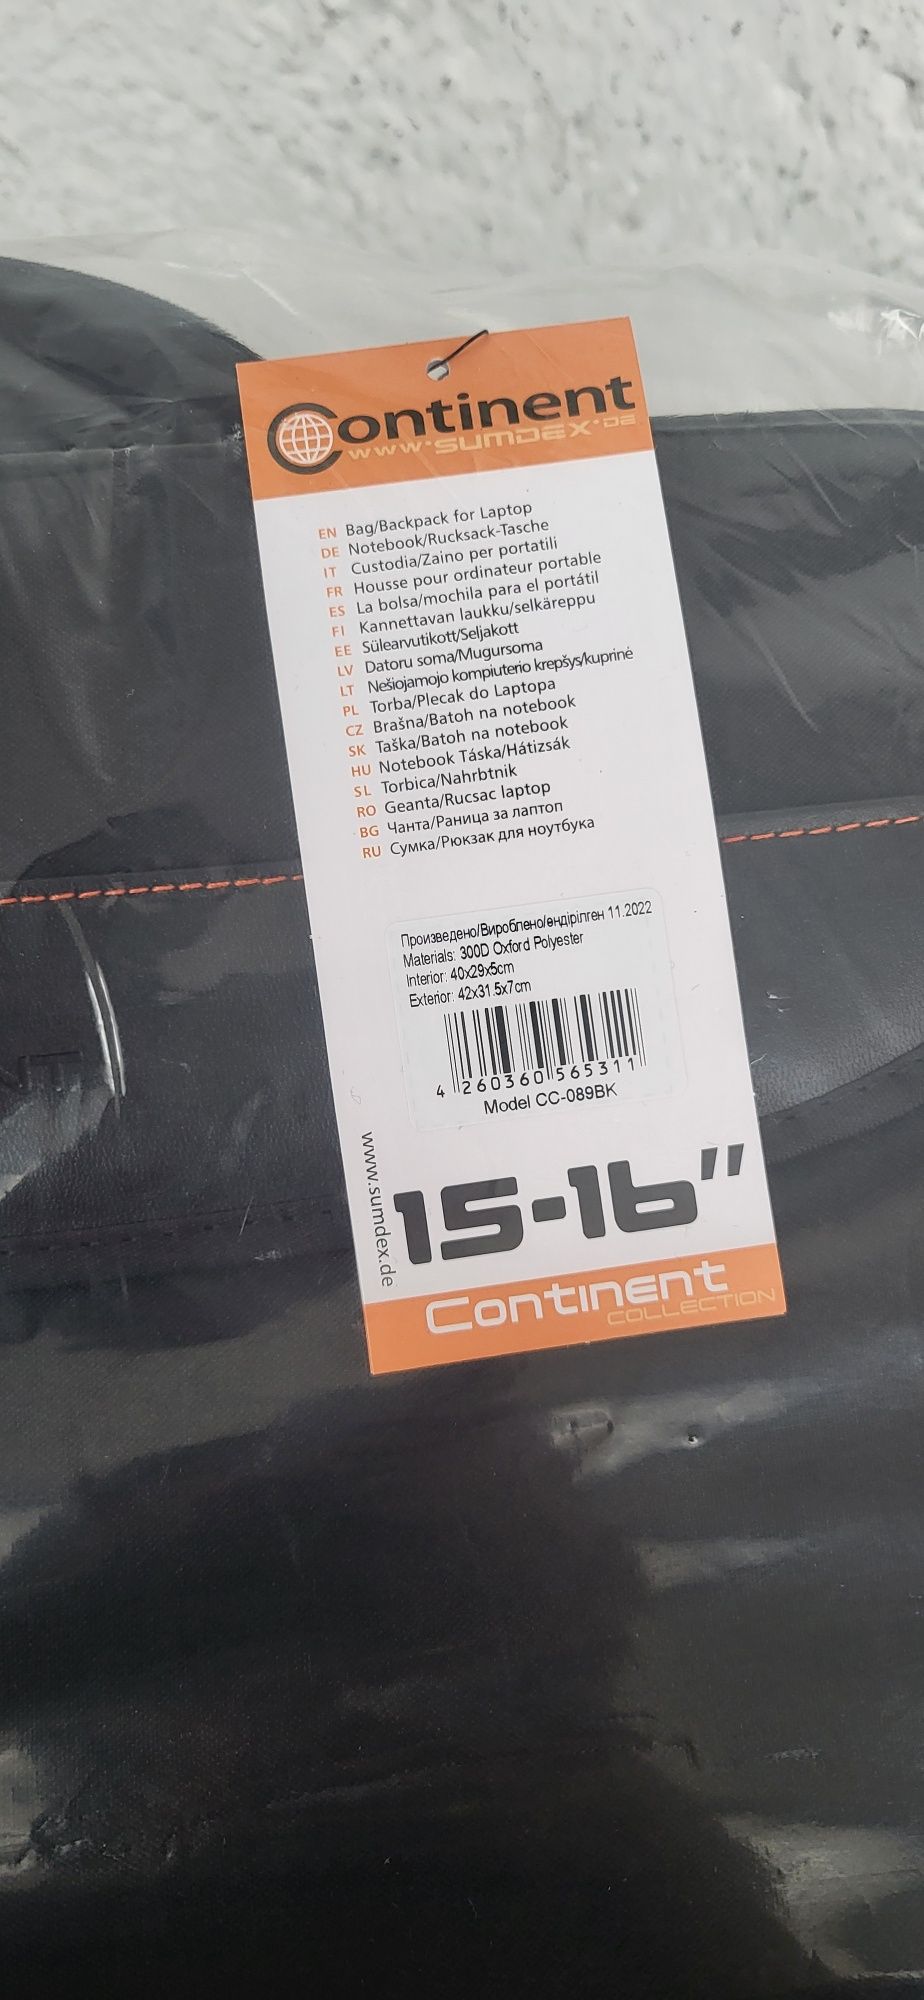 Continent
WWW.SUMDEX.DE
EN Bag/Backpack for Laptop
DE Notebook/Rucksack-Tasche
IT Custodia/Zaino per portatili
FR Housse pour ordinateur portable
ES La bolsa/mochila para el portátil
FI Kannettavan laukku/selkäreppu
EE Sülearvutikott/Seljakott
LV Datoru soma/Mugursoma
LT Nešiojamojo kompiuterio krepšys/kuprinė
PL Torba/Plecak do Laptopa
CZ Brašna/Batoh na notebook
SK Taška/Batoh na notebook
HU Notebook Táska/Hátizsák
SL Torbica/Nahrbtnik
RO Geanta/Rucsac laptop
BG Чанта/Раница за лаптоп
RU Сумка/Рюкзак для ноутбука
Произведено/Вироблено/өндірілген 11.2022
Materials: 300D Oxford Polyester
Interior: 40x29x5cm
Exterior: 42x31.5x7cm
4 260360 565311
Model CC-089BK
www.sumdex.de
15-16"
Continent
COLLECTION